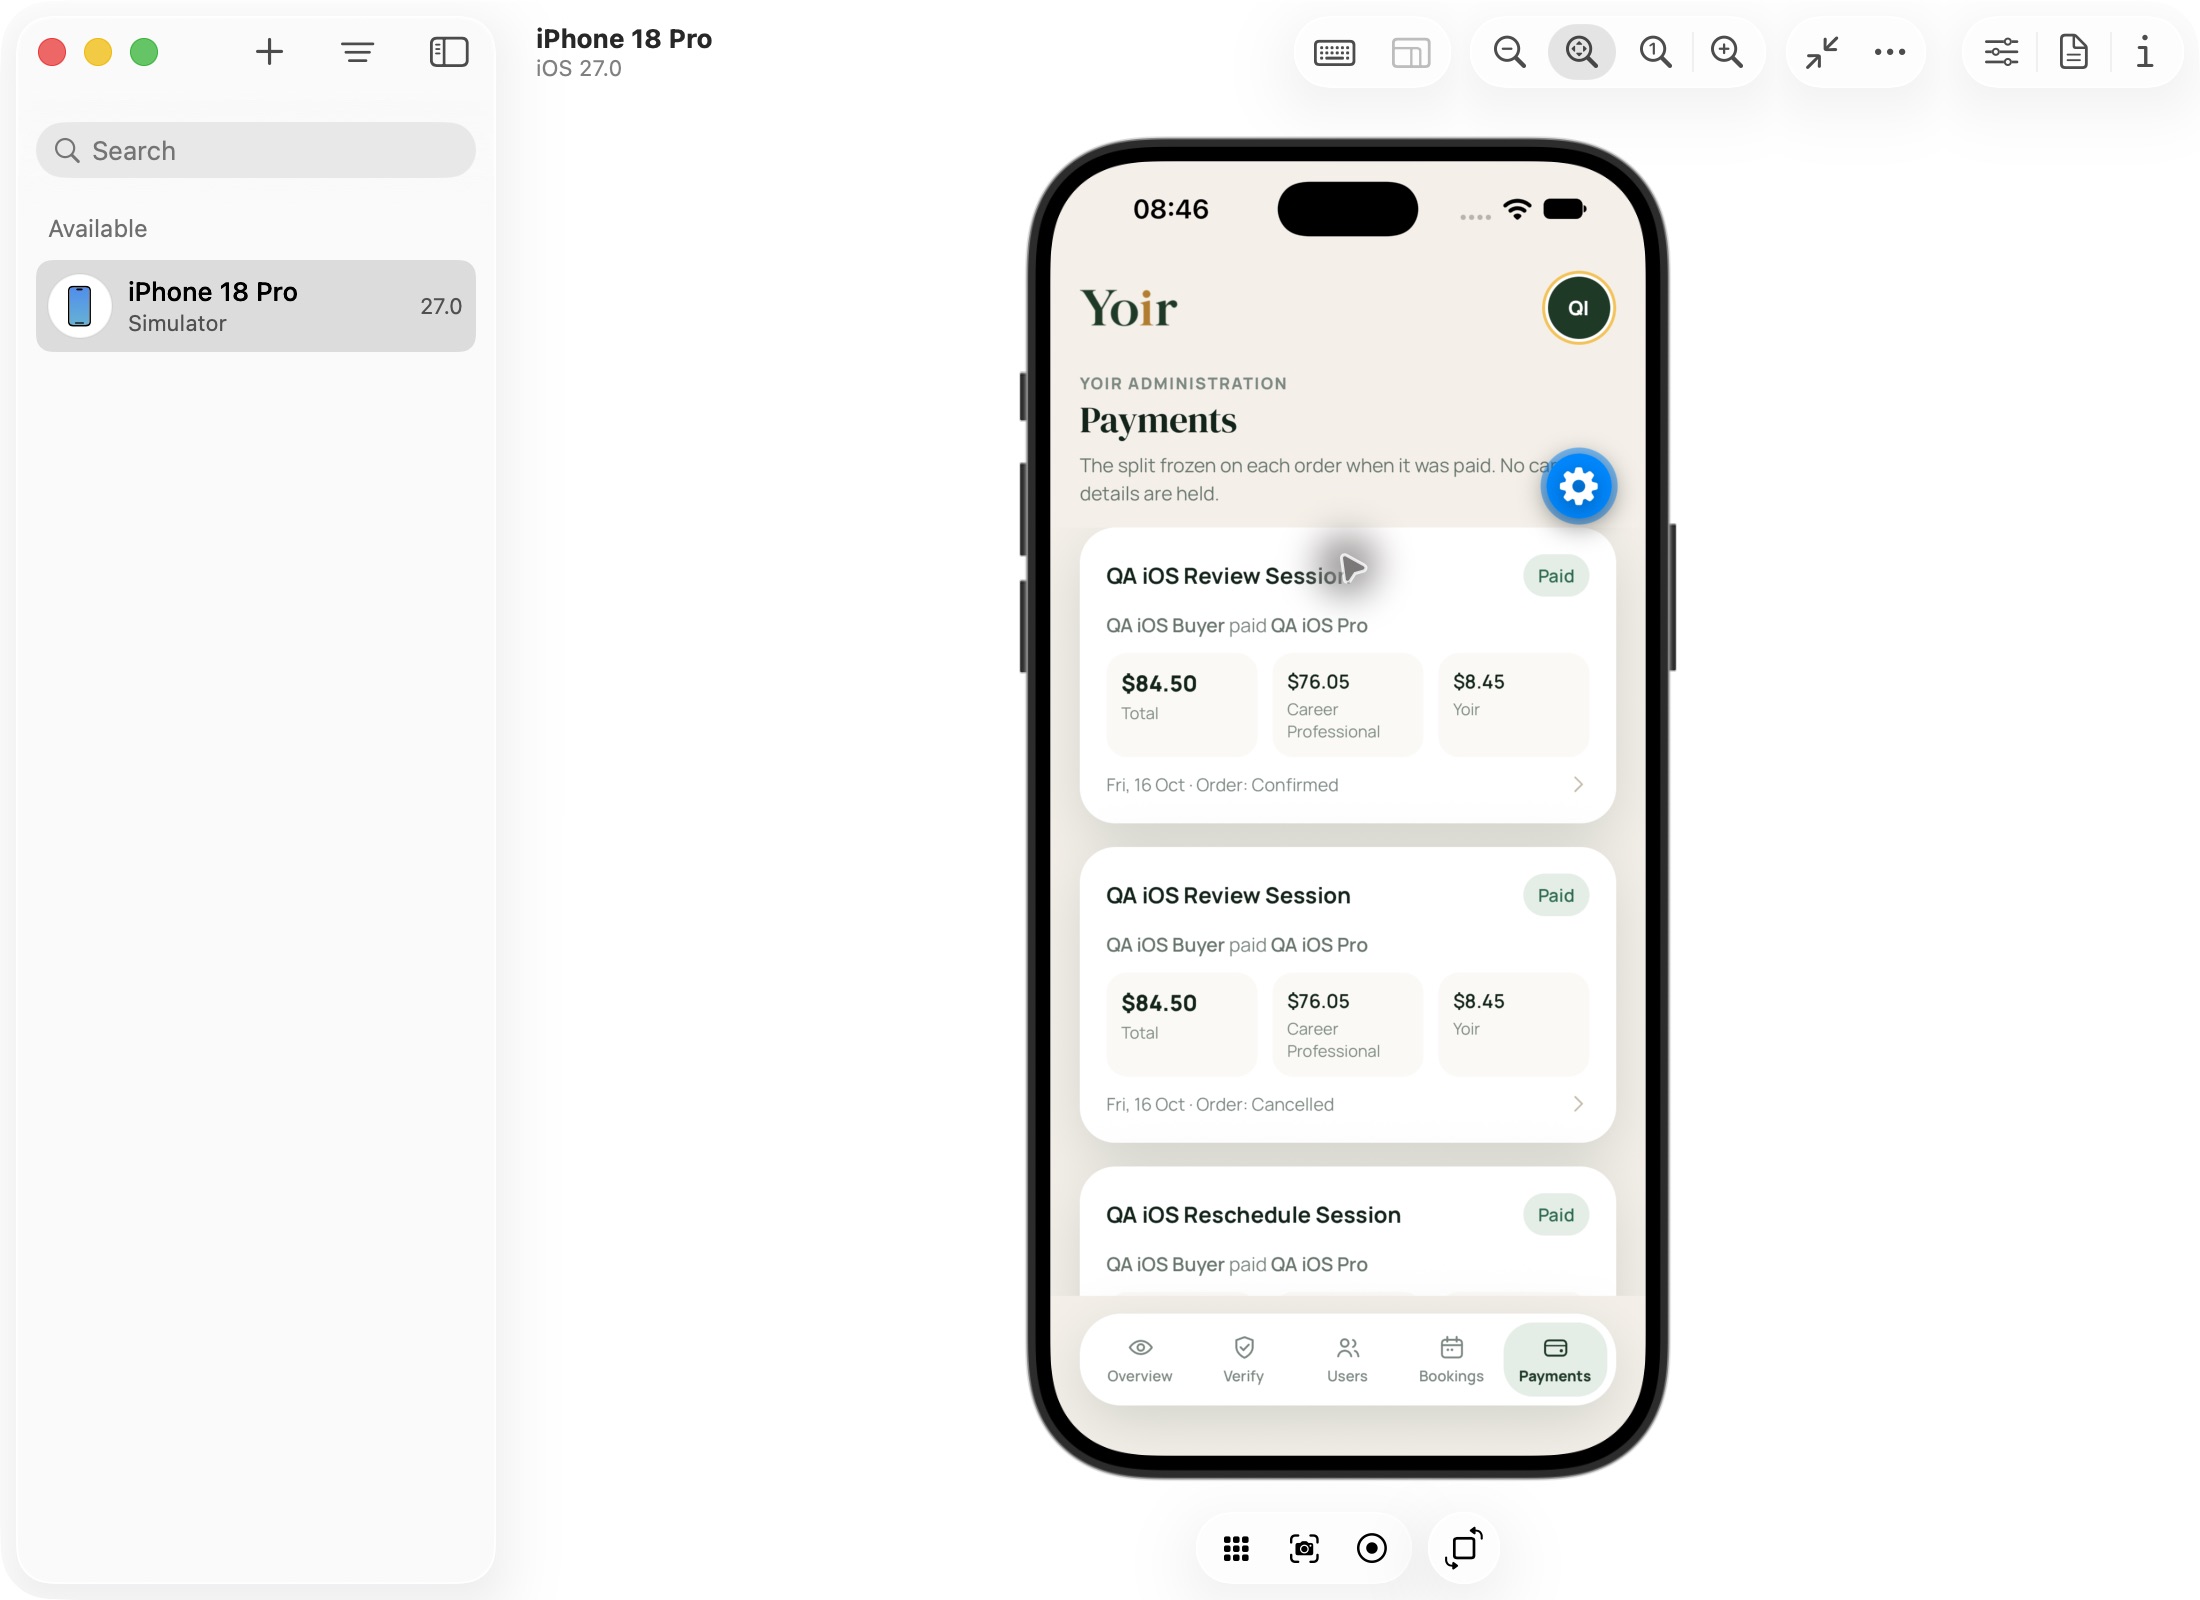 iPhone 18 Pro
iOS 27.0
Search
Available
iPhone 18 Pro
Simulator
27.0
1
08:46
Yoir
QI
YOIR ADMINISTRATION
Payments
The split frozen on each order when it was paid. No
details are held.
QA iOS Review Session
Paid
QA iOS Buyer paid QA iOS Pro
$84.50
Total
$76.05
Career
Professional
$8.45
Yoir
Fri, 16 Oct · Order: Confirmed
QA iOS Review Session
Paid
QA iOS Buyer paid QA iOS Pro
$84.50
Total
$76.05
Career
Professional
$8.45
Yoir
Fri, 16 Oct · Order: Cancelled
QA iOS Reschedule Session
Paid
QA iOS Buyer paid QA iOS Pro
Overview
Verify
Users
Bookings
Payments